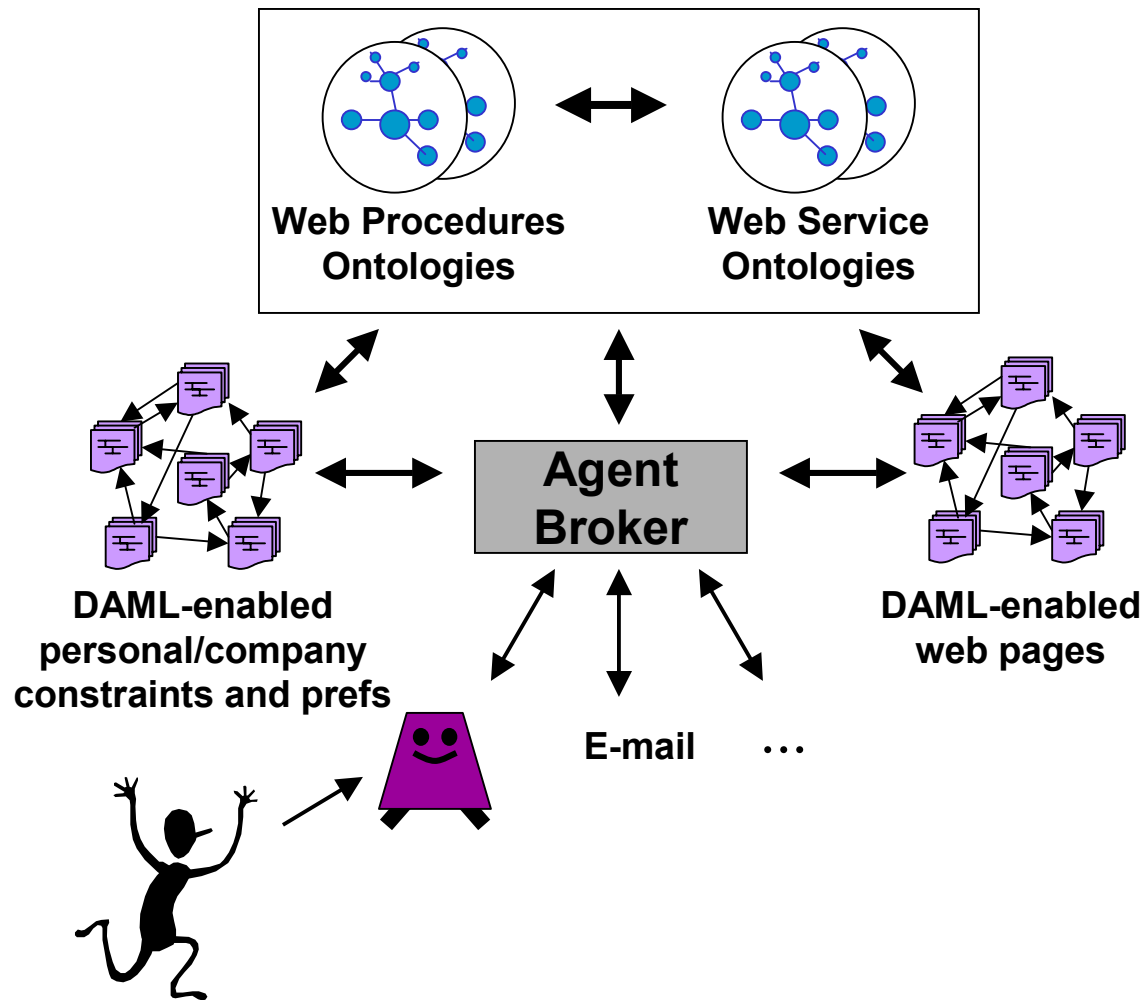 Web Procedures
Ontologies
Web Service
Ontologies
Agent
Broker
DAML-enabled
personal/company
constraints and prefs
DAML-enabled
web pages
E-mail
...